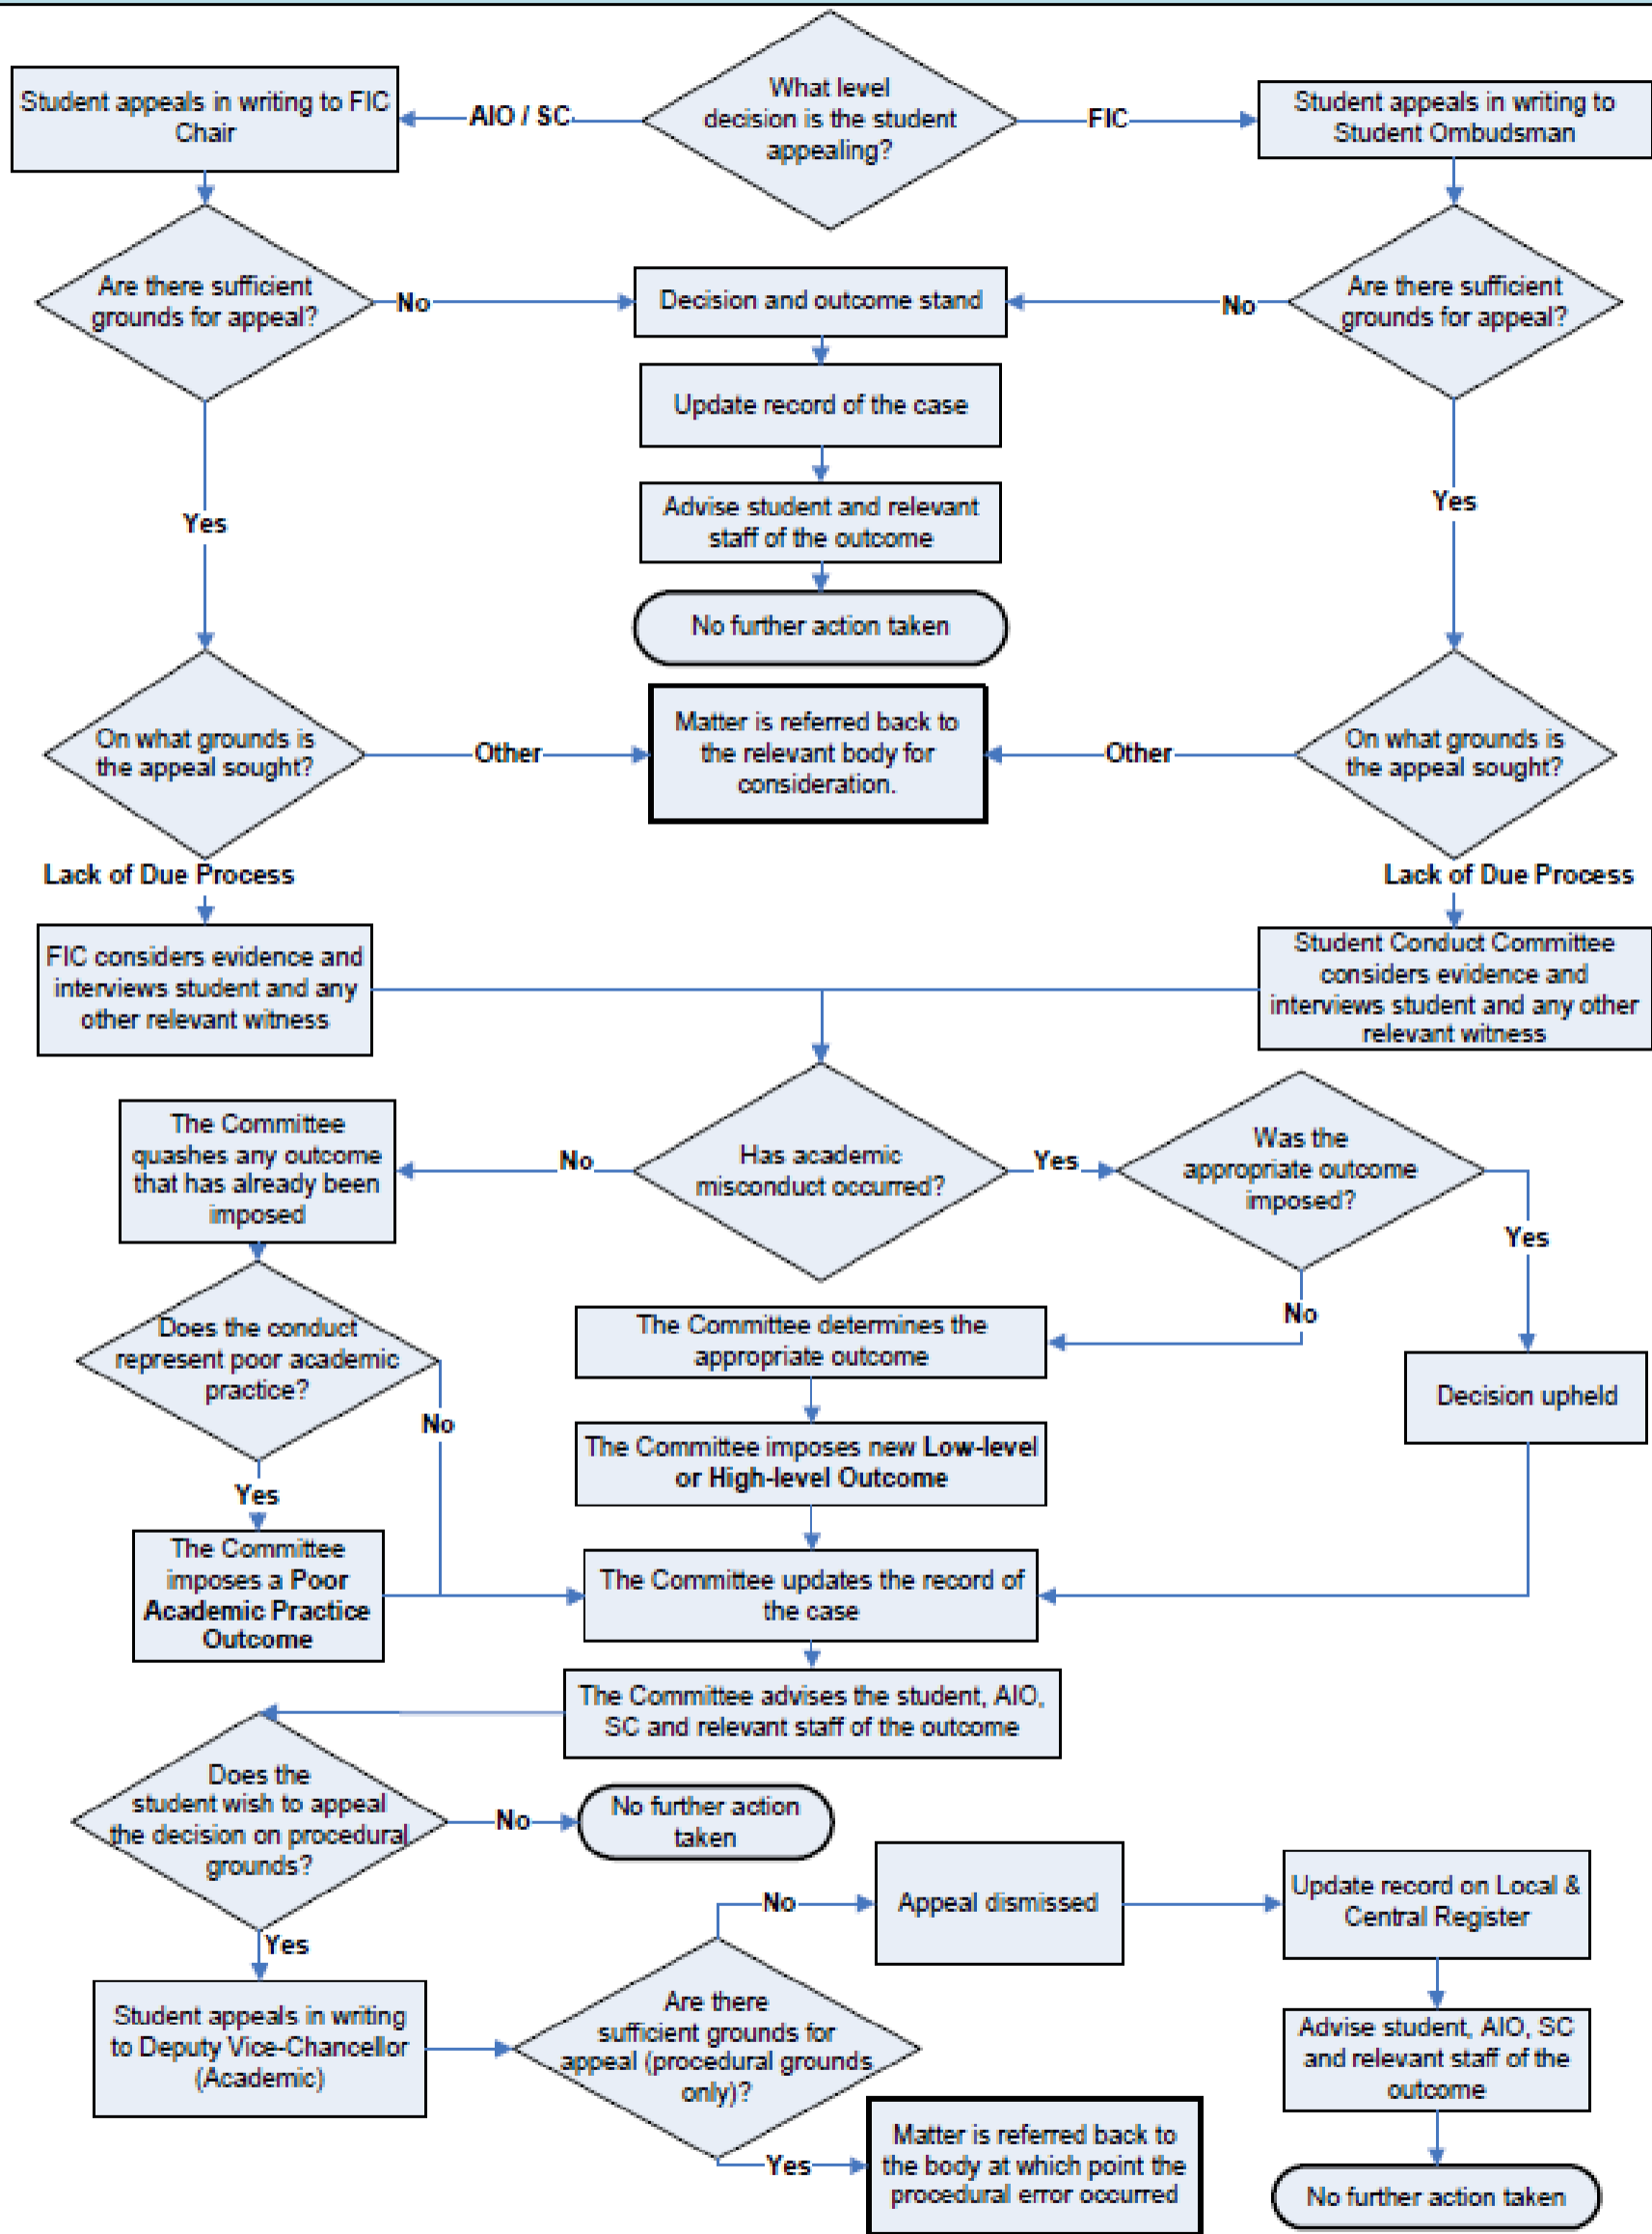 What level
decision is the student
appealing?
AIO / SC
FIC
Student appeals in writing to FIC
Chair
Student appeals in writing to
Student Ombudsman
Are there sufficient
grounds for appeal?
No
Decision and outcome stand
No
Are there sufficient
grounds for appeal?
Update record of the case
Advise student and relevant
staff of the outcome
Yes
Yes
No further action taken
On what grounds is
the appeal sought?
Other
Matter is referred back to
the relevant body for
consideration.
Other
On what grounds is
the appeal sought?
Lack of Due Process
Lack of Due Process
FIC considers evidence and
interviews student and any
other relevant witness
Student Conduct Committee
considers evidence and
interviews student and any other
relevant witness
The Committee
quashes any outcome
that has already been
imposed
No
Has academic
misconduct occurred?
Yes
Was the
appropriate outcome
imposed?
Yes
No
Does the conduct
represent poor academic
practice?
No
The Committee determines the
appropriate outcome
Decision upheld
The Committee imposes new Low-level
or High-level Outcome
Yes
The Committee
imposes a Poor
Academic Practice
Outcome
The Committee updates the record of
the case
The Committee advises the student, AIO,
SC and relevant staff of the outcome
Does the
student wish to appeal
the decision on procedural
grounds?
No
No further action
taken
Yes
Student appeals in writing
to Deputy Vice-Chancellor
(Academic)
Are there
sufficient grounds for
appeal (procedural grounds
only)?
No
Appeal dismissed
Update record on Local &
Central Register
Advise student, AIO, SC
and relevant staff of the
outcome
Yes
Matter is referred back to
the body at which point the
procedural error occurred
No further action taken